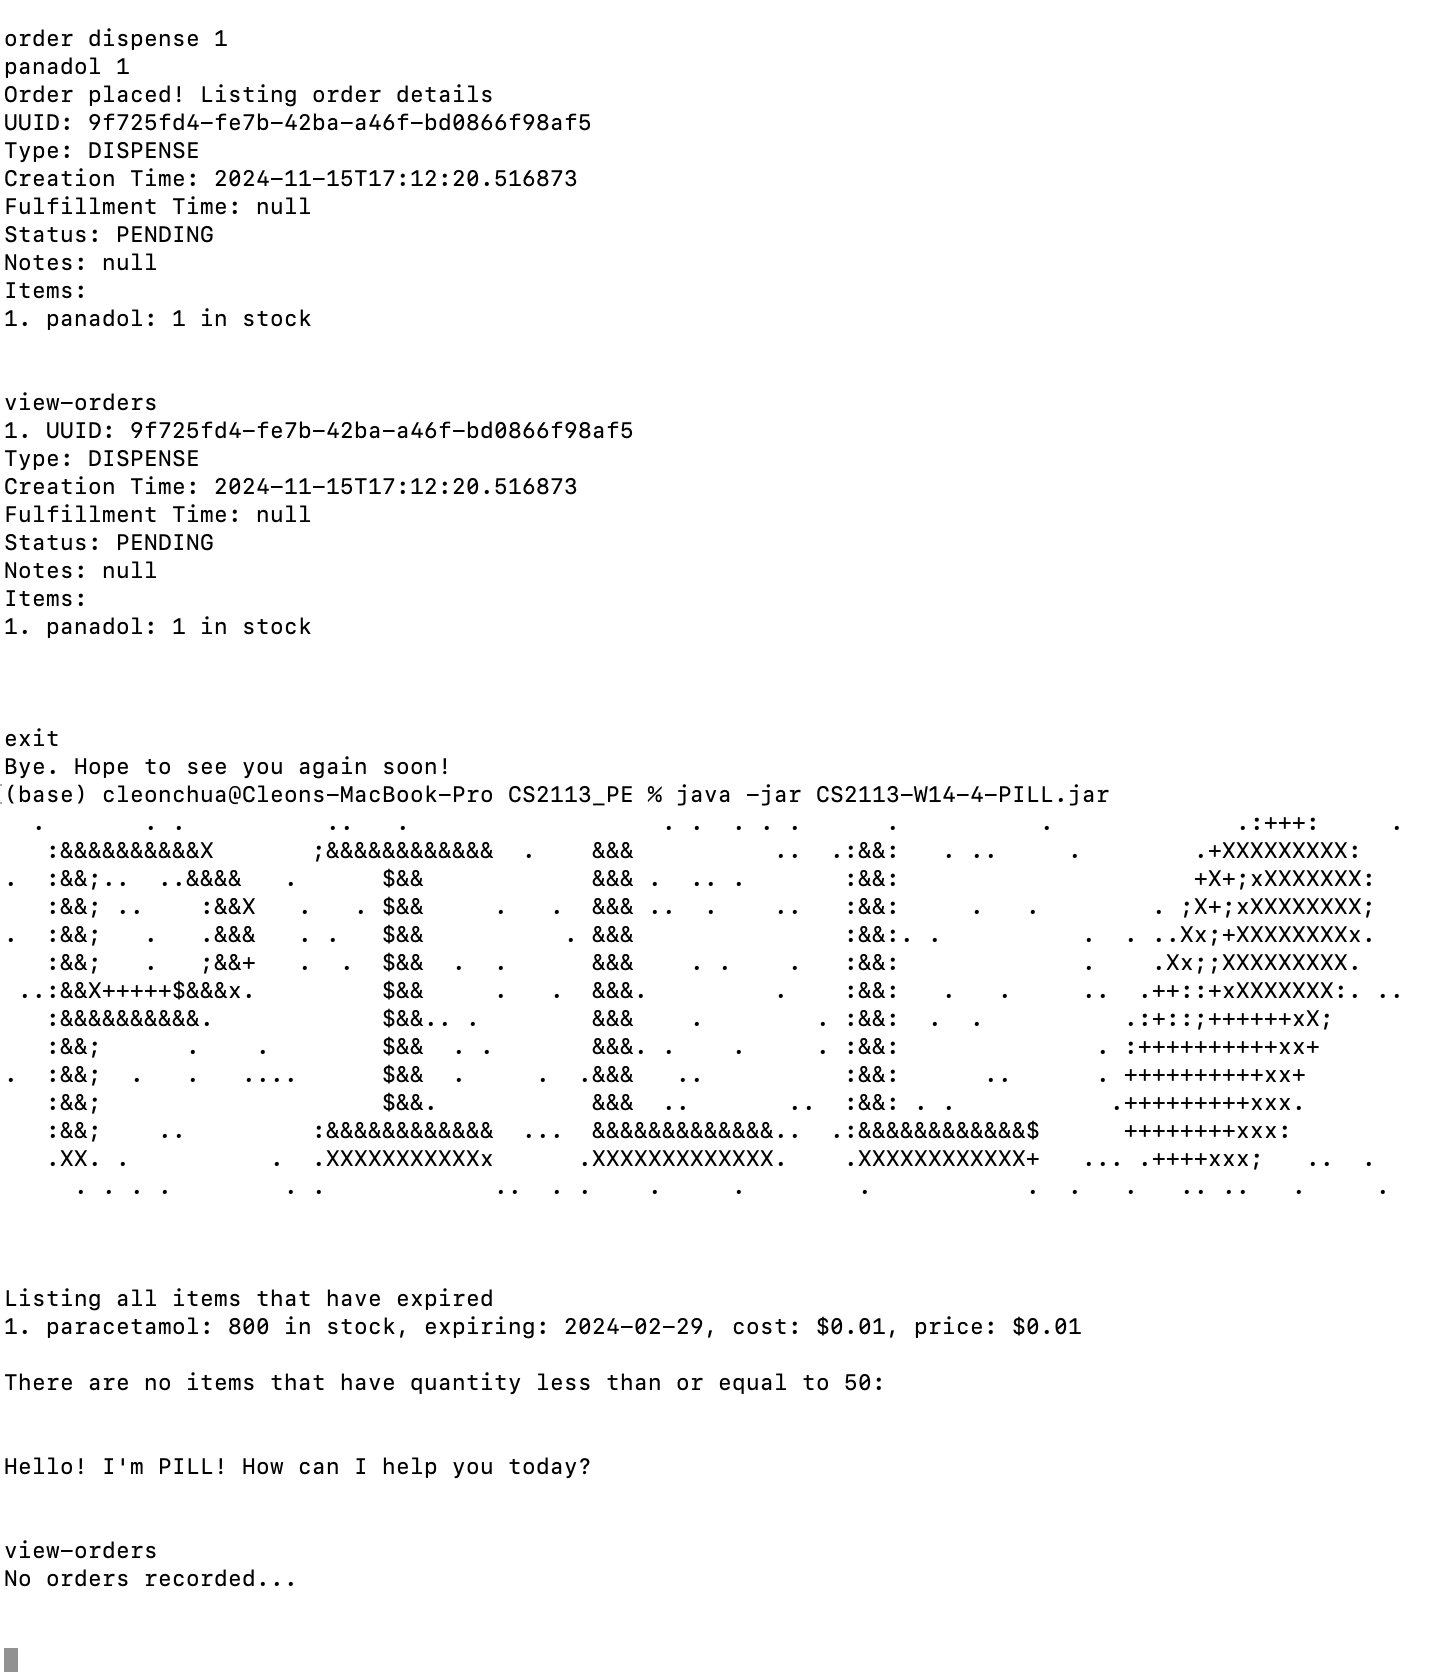 order dispense 1
panadol 1
Order placed! Listing order details
UUID: 9f725fd4-fe7b-42ba-a46f-bd0866f98af5
Type: DISPENSE
Creation Time: 2024-11-15T17:12:20.516873
Fulfillment Time: null
Status: PENDING
Notes: null
Items:
1. panadol: 1 in stock
view-orders
1. UUID: 9f725fd4-fe7b-42ba-a46f-bd0866f98af5
Type: DISPENSE
Creation Time: 2024-11-15T17:12:20.516873
Fulfillment Time: null
Status: PENDING
Notes: null
Items:
1. panadol: 1 in stock
exit
Bye. Hope to see you again soon!
(base) cleonchua@Cleons-MacBook-Pro CS2113_PE % java -jar CS2113-W14-4-PILL.jar
PILL
Listing all items that have expired
1. paracetamol: 800 in stock, expiring: 2024-02-29, cost: $0.01, price: $0.01
There are no items that have quantity less than or equal to 50:
Hello! I'm PILL! How can I help you today?
view-orders
No orders recorded...